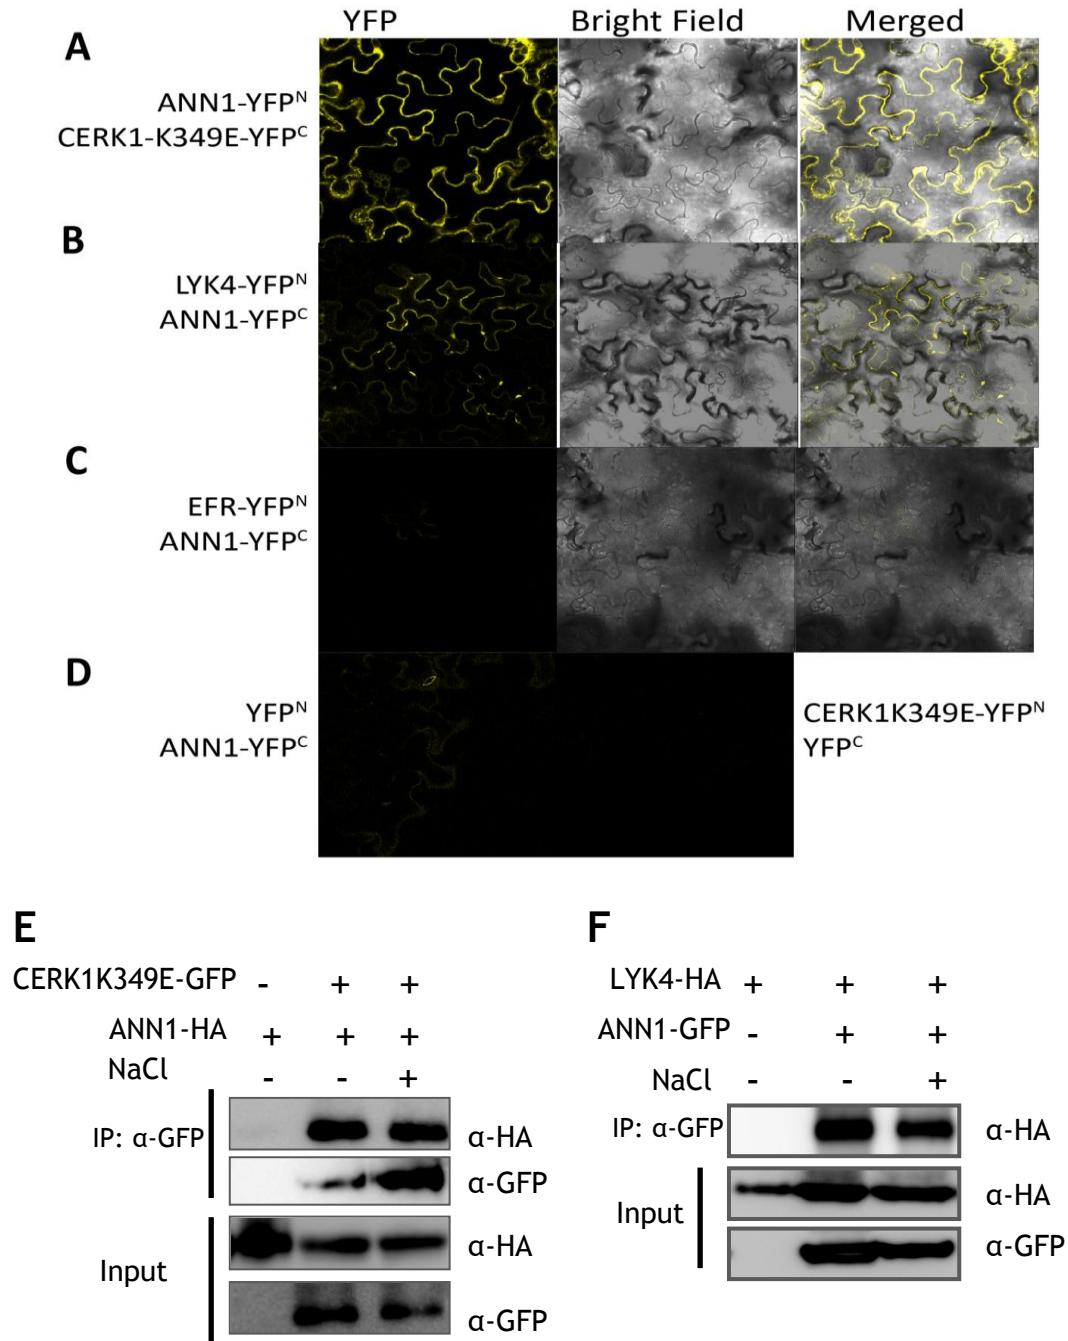 YFP Bright Field Merged
A
ANN1-YFPᴺ
CERK1-K349E-YFPᶜ
B
LYK4-YFPᴺ
ANN1-YFPᶜ
C
EFR-YFPᴺ
ANN1-YFPᶜ
D
YFPᴺ
ANN1-YFPᶜ
CERK1K349E-YFPᴺ
YFPᶜ
E
CERK1K349E-GFP - + +
ANN1-HA + + +
NaCl - - +
IP: α-GFP
α-HA
α-GFP
Input
α-HA
α-GFP
F
LYK4-HA + + +
ANN1-GFP - + +
NaCl - - +
IP: α-GFP
α-HA
Input
α-HA
α-GFP